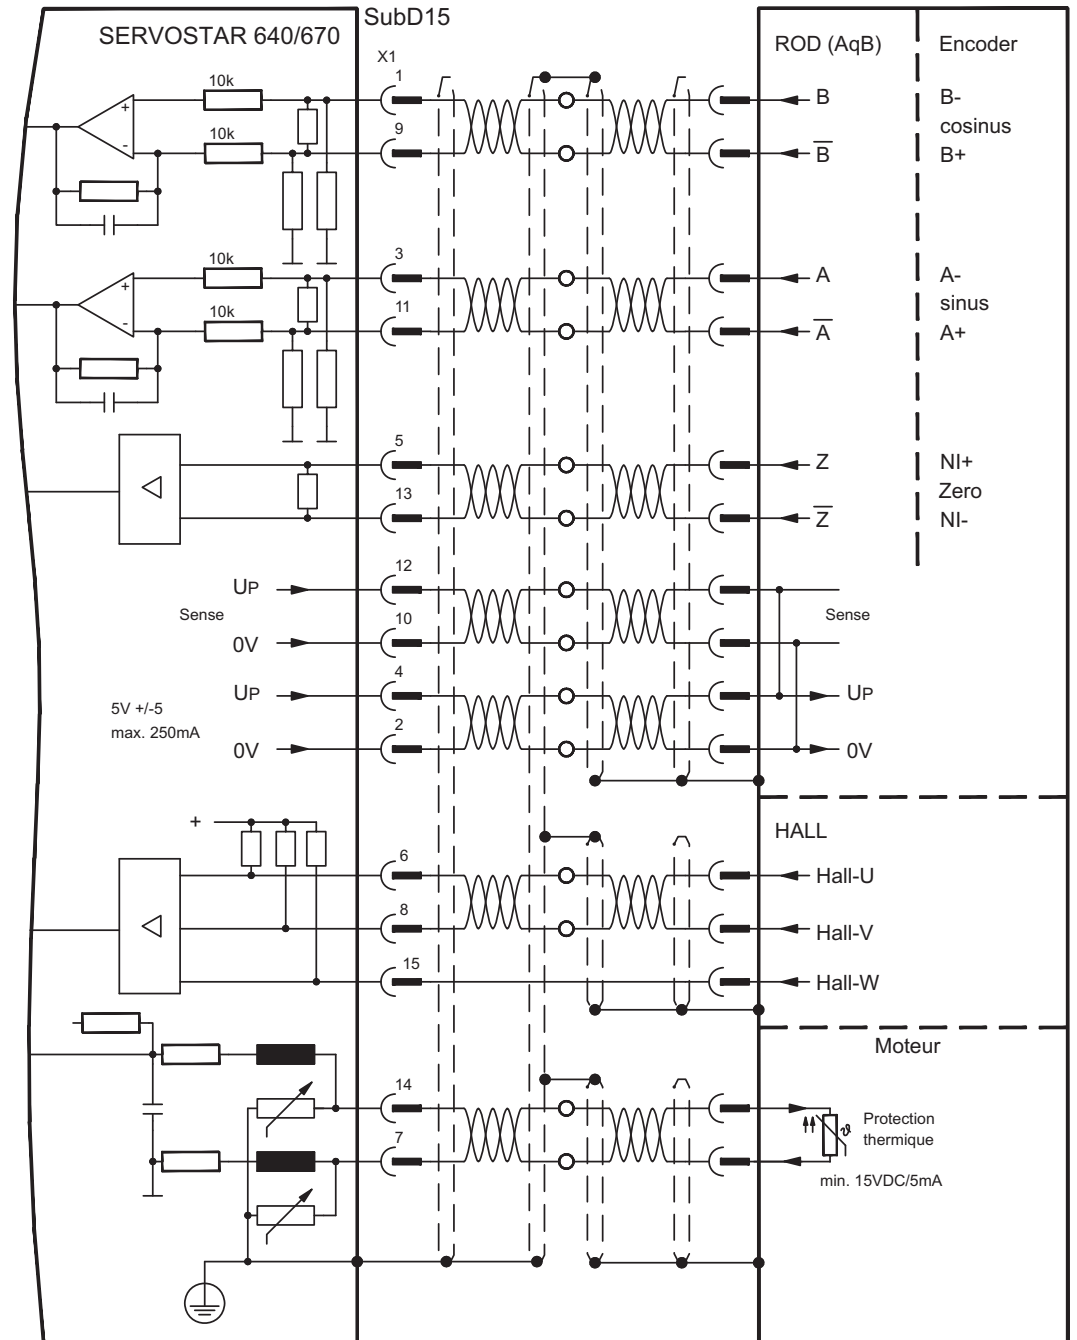 SubD15
SERVOSTAR 640/670
X1
ROD (AqB) Encoder
10k 1 B B-
cosinus
10k 9 B̅ B+
+
-
10k 3 A A-
sinus
10k 11 A̅ A+
+
-
5 Z NI+
Zero
13 Z̅ NI-
UP 12
Sense Sense
0V 10
UP 4 UP
5V +/-5
max. 250mA
0V 2 0V
+
HALL
6 Hall-U
8 Hall-V
15 Hall-W
Moteur
14
Protection
thermique
ϑ
7
min. 15VDC/5mA